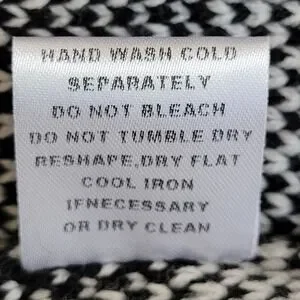 HAND WASH COLD
SEPARATELY
DO NOT BLEACH
DO NOT TUMBLE DRY
RESHAPE,DRY FLAT
COOL IRON
IFNECESSARY
OR DRY CLEAN